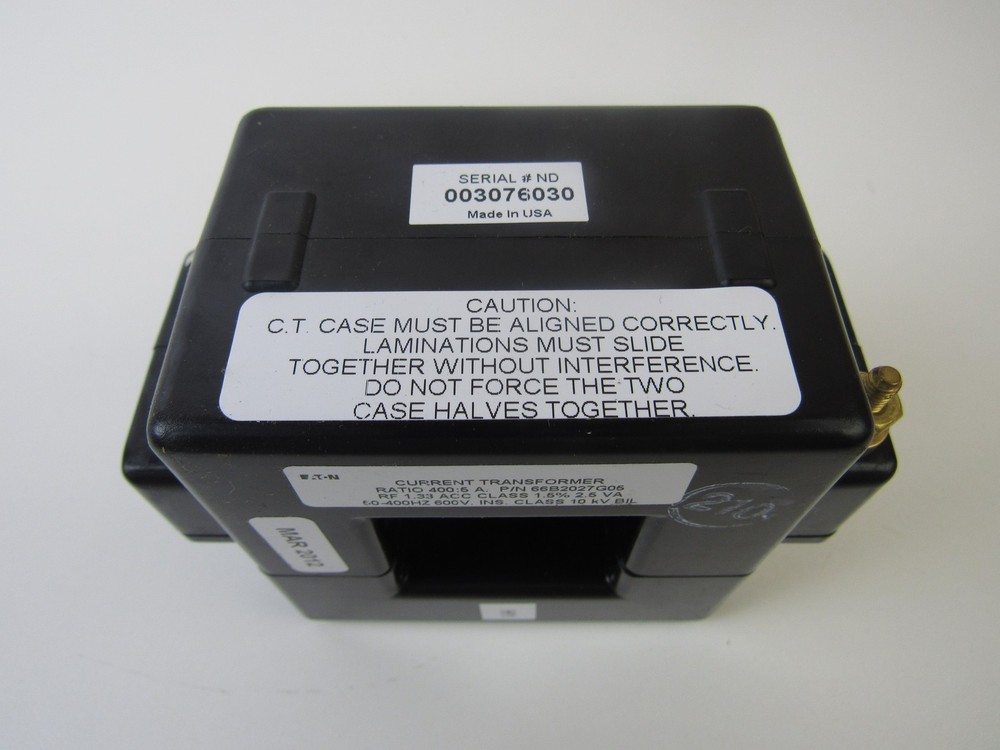 SERIAL # ND
003076030
Made In USA
CAUTION:
C.T. CASE MUST BE ALIGNED CORRECTLY.
LAMINATIONS MUST SLIDE
TOGETHER WITHOUT INTERFERENCE.
DO NOT FORCE THE TWO
CASE HALVES TOGETHER.
EATON
CURRENT TRANSFORMER
RATIO 400:5 A. P/N 66B2027G05
RF 1.33 ACC CLASS 1.5% 2.5 VA
50-400HZ 600V. INS. CLASS 10 kV BIL
MAR 2012